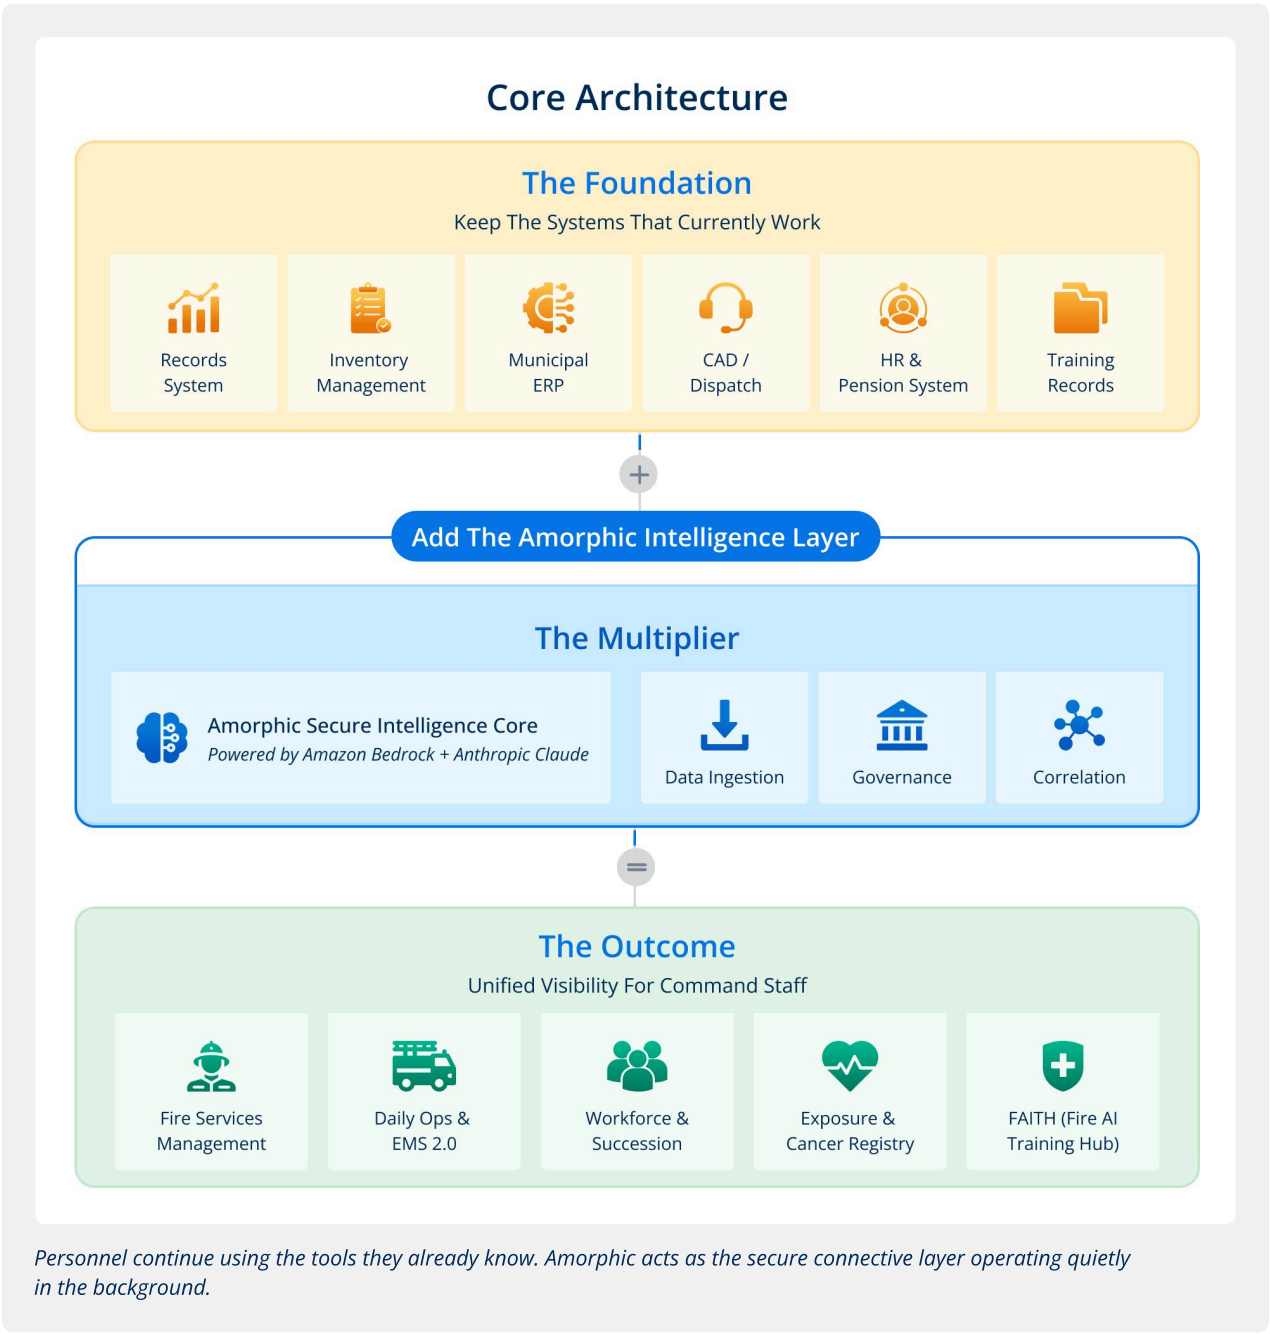 Core Architecture
The Foundation
Keep The Systems That Currently Work
Records
System
Inventory
Management
Municipal
ERP
CAD /
Dispatch
HR &
Pension System
Training
Records
Add The Amorphic Intelligence Layer
The Multiplier
Amorphic Secure Intelligence Core
Powered by Amazon Bedrock + Anthropic Claude
Data Ingestion
Governance
Correlation
The Outcome
Unified Visibility For Command Staff
Fire Services
Management
Daily Ops &
EMS 2.0
Workforce &
Succession
Exposure &
Cancer Registry
FAITH (Fire AI
Training Hub)
Personnel continue using the tools they already know. Amorphic acts as the secure connective layer operating quietly
in the background.